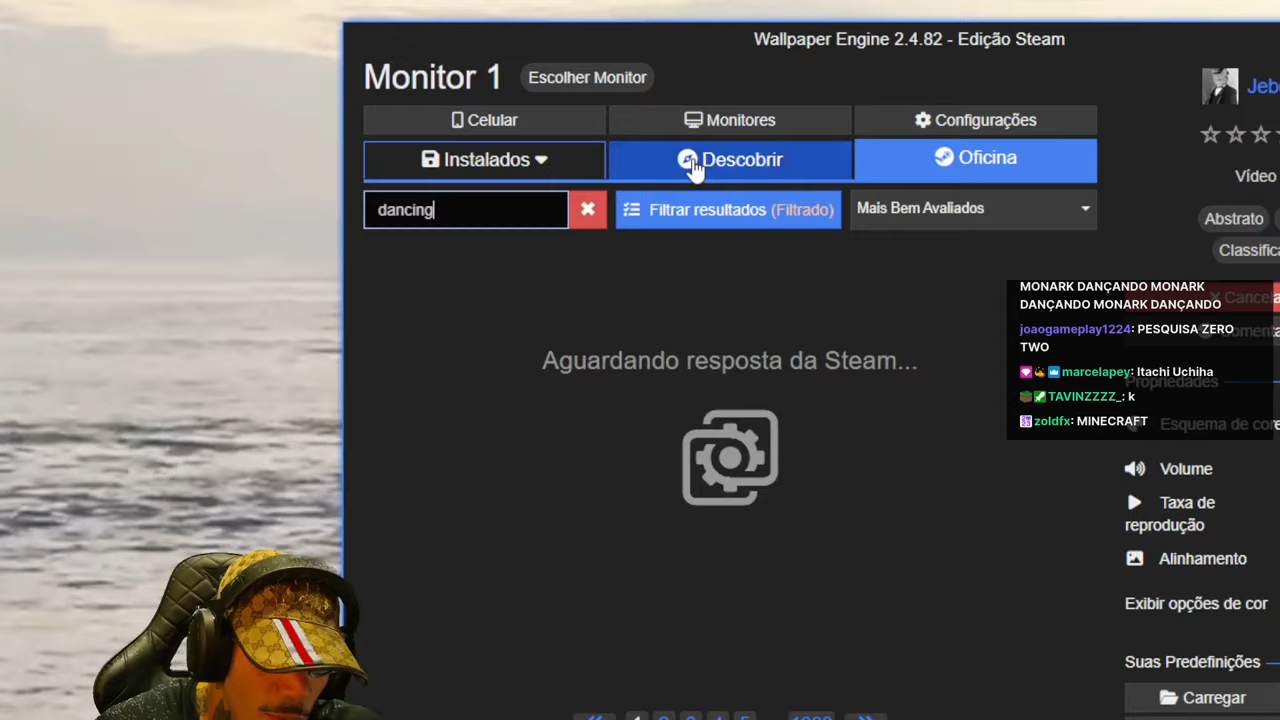 Wallpaper Engine 2.4.82 - Edição Steam
Monitor 1
Escolher Monitor
Celular
Monitores
Configurações
Instalados
Descobrir
Oficina
dancing
Filtrar resultados (Filtrado)
Mais Bem Avaliados
Aguardando resposta da Steam...
Vídeo
Abstrato
MONARK DANÇANDO MONARK
DANÇANDO MONARK DANÇANDO
joaogameplay1224: PESQUISA ZERO
TWO
marcelapey: Itachi Uchiha
TAVINZZZZ_: k
zoldfx: MINECRAFT
Propriedades
Volume
Taxa de
reprodução
Alinhamento
Exibir opções de cor
Suas Predefinições
Carregar